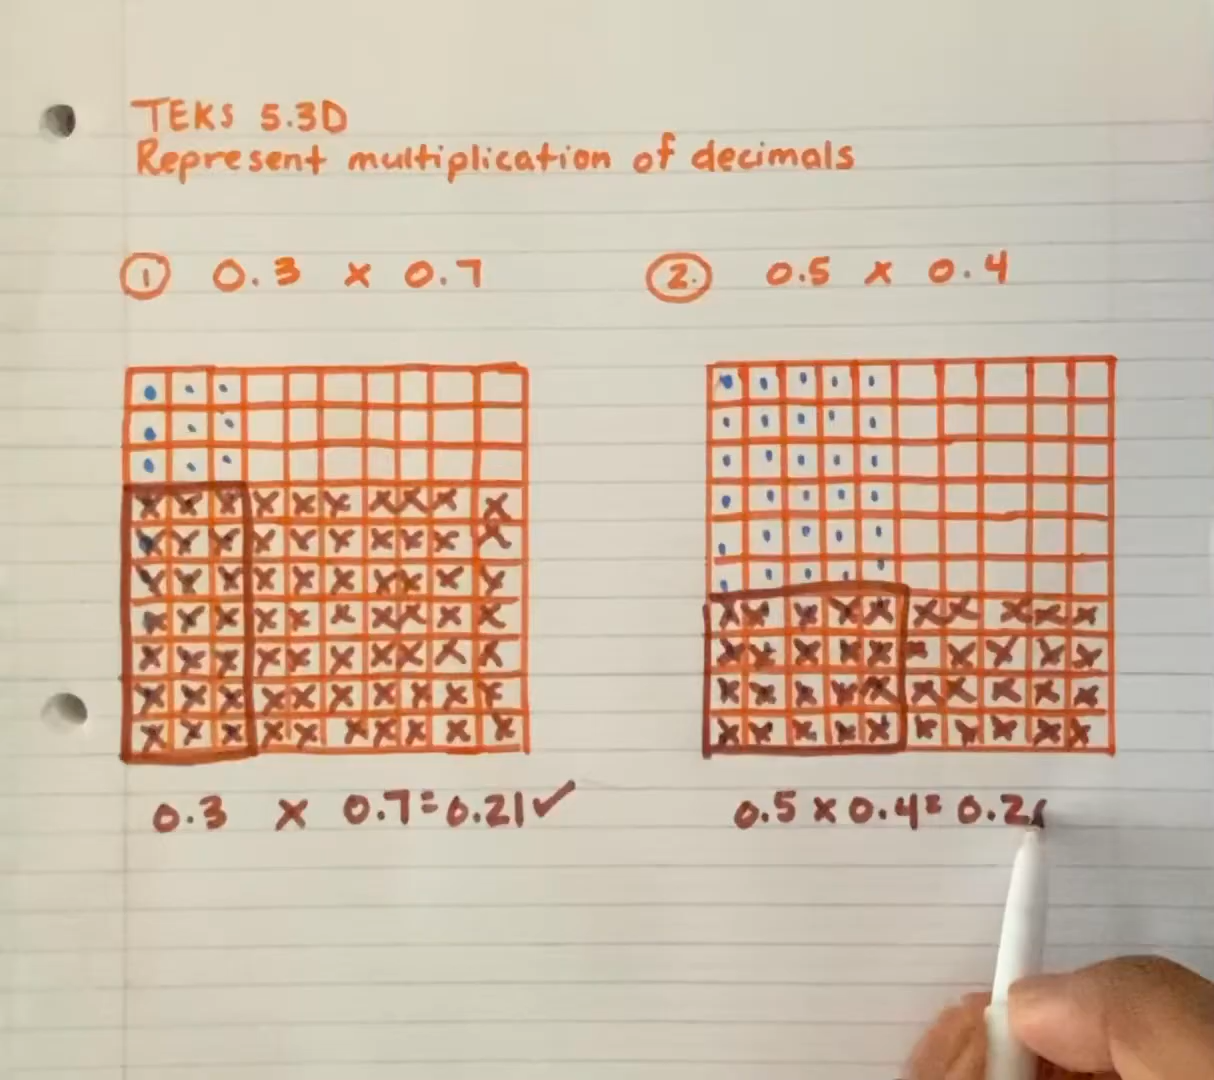 TEKS 5.3D
Represent multiplication of decimals
① 0.3 x 0.7
②. 0.5 x 0.4
0.3 x 0.7=0.21✓
0.5 x 0.4= 0.2